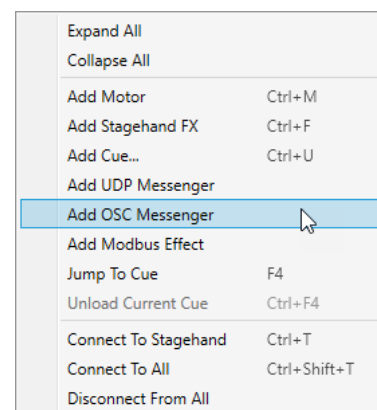 Expand All
Collapse All
Add Motor Ctrl+M
Add Stagehand FX Ctrl+F
Add Cue... Ctrl+U
Add UDP Messenger
Add OSC Messenger
Add Modbus Effect
Jump To Cue F4
Unload Current Cue Ctrl+F4
Connect To Stagehand Ctrl+T
Connect To All Ctrl+Shift+T
Disconnect From All